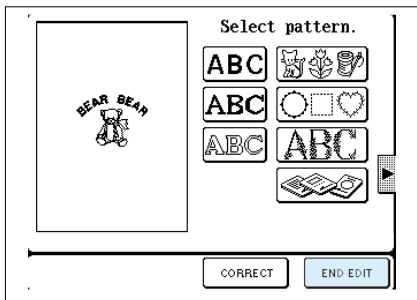 Select pattern.
BEAR BEAR
ABC
ABC
ABC
ABC
CORRECT
END EDIT